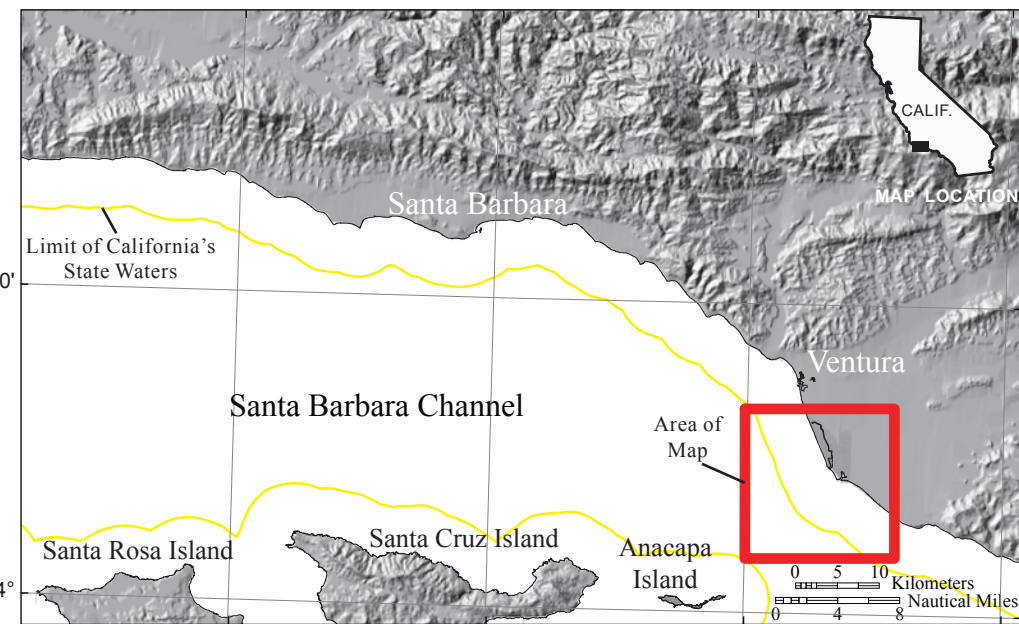 CALIF.
MAP LOCATION
Santa Barbara
Limit of California's
State Waters
0'
Ventura
Santa Barbara Channel
Area of
Map
Santa Rosa Island
Santa Cruz Island
Anacapa
Island
0 5 10 Kilometers
4°
Nautical Miles
0 4 8